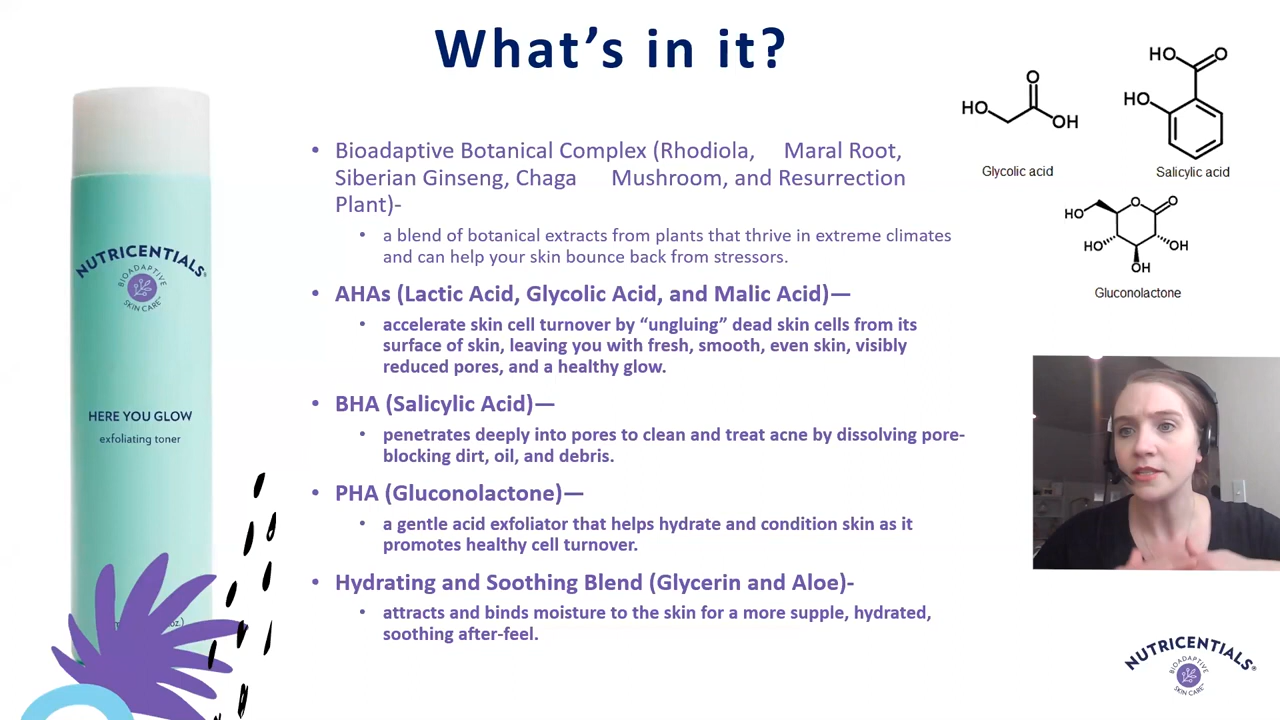 What's in it?
NUTRICENTIALS®
BIOADAPTIVE
SKIN CARE™
HERE YOU GLOW
exfoliating toner
oz.)
• Bioadaptive Botanical Complex (Rhodiola, Maral Root,
Siberian Ginseng, Chaga Mushroom, and Resurrection
Plant)-
• a blend of botanical extracts from plants that thrive in extreme climates
and can help your skin bounce back from stressors.
• AHAs (Lactic Acid, Glycolic Acid, and Malic Acid)—
• accelerate skin cell turnover by “ungluing” dead skin cells from its
surface of skin, leaving you with fresh, smooth, even skin, visibly
reduced pores, and a healthy glow.
• BHA (Salicylic Acid)—
• penetrates deeply into pores to clean and treat acne by dissolving pore-
blocking dirt, oil, and debris.
• PHA (Gluconolactone)—
• a gentle acid exfoliator that helps hydrate and condition skin as it
promotes healthy cell turnover.
• Hydrating and Soothing Blend (Glycerin and Aloe)-
• attracts and binds moisture to the skin for a more supple, hydrated,
soothing after-feel.
HO O OH
Glycolic acid
HO O
HO
Salicylic acid
HO O O
HO OH
OH
Gluconolactone
NUTRICENTIALS®
BIOADAPTIVE
SKIN CARE™